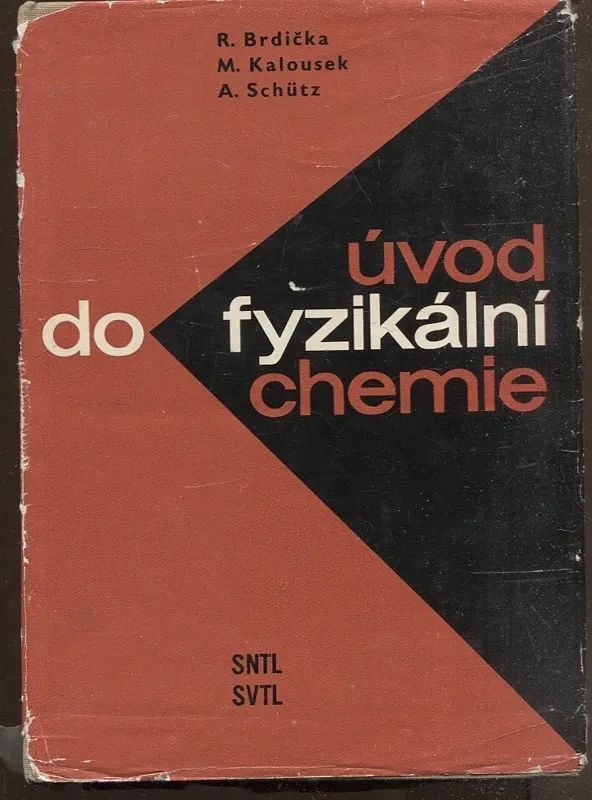 R. Brdička
M. Kalousek
A. Schütz
úvod
do fyzikální
chemie
SNTL
SVTL